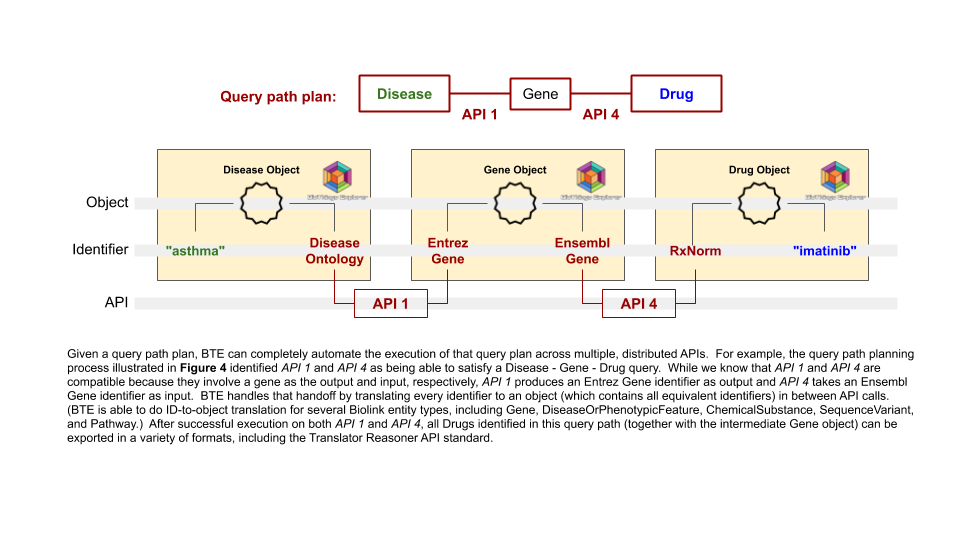 Query path plan:
Disease
Gene
Drug
API 1
API 4
Disease Object
Gene Object
Drug Object
BioThings Explorer
BioThings Explorer
BioThings Explorer
Object
Identifier
"asthma"
Disease
Ontology
Entrez
Gene
Ensembl
Gene
RxNorm
"imatinib"
API
API 1
API 4
Given a query path plan, BTE can completely automate the execution of that query plan across multiple, distributed APIs. For example, the query path planning
process illustrated in Figure 4 identified API 1 and API 4 as being able to satisfy a Disease - Gene - Drug query. While we know that API 1 and API 4 are
compatible because they involve a gene as the output and input, respectively, API 1 produces an Entrez Gene identifier as output and API 4 takes an Ensembl
Gene identifier as input. BTE handles that handoff by translating every identifier to an object (which contains all equivalent identifiers) in between API calls.
(BTE is able to do ID-to-object translation for several Biolink entity types, including Gene, DiseaseOrPhenotypicFeature, ChemicalSubstance, SequenceVariant,
and Pathway.) After successful execution on both API 1 and API 4, all Drugs identified in this query path (together with the intermediate Gene object) can be
exported in a variety of formats, including the Translator Reasoner API standard.